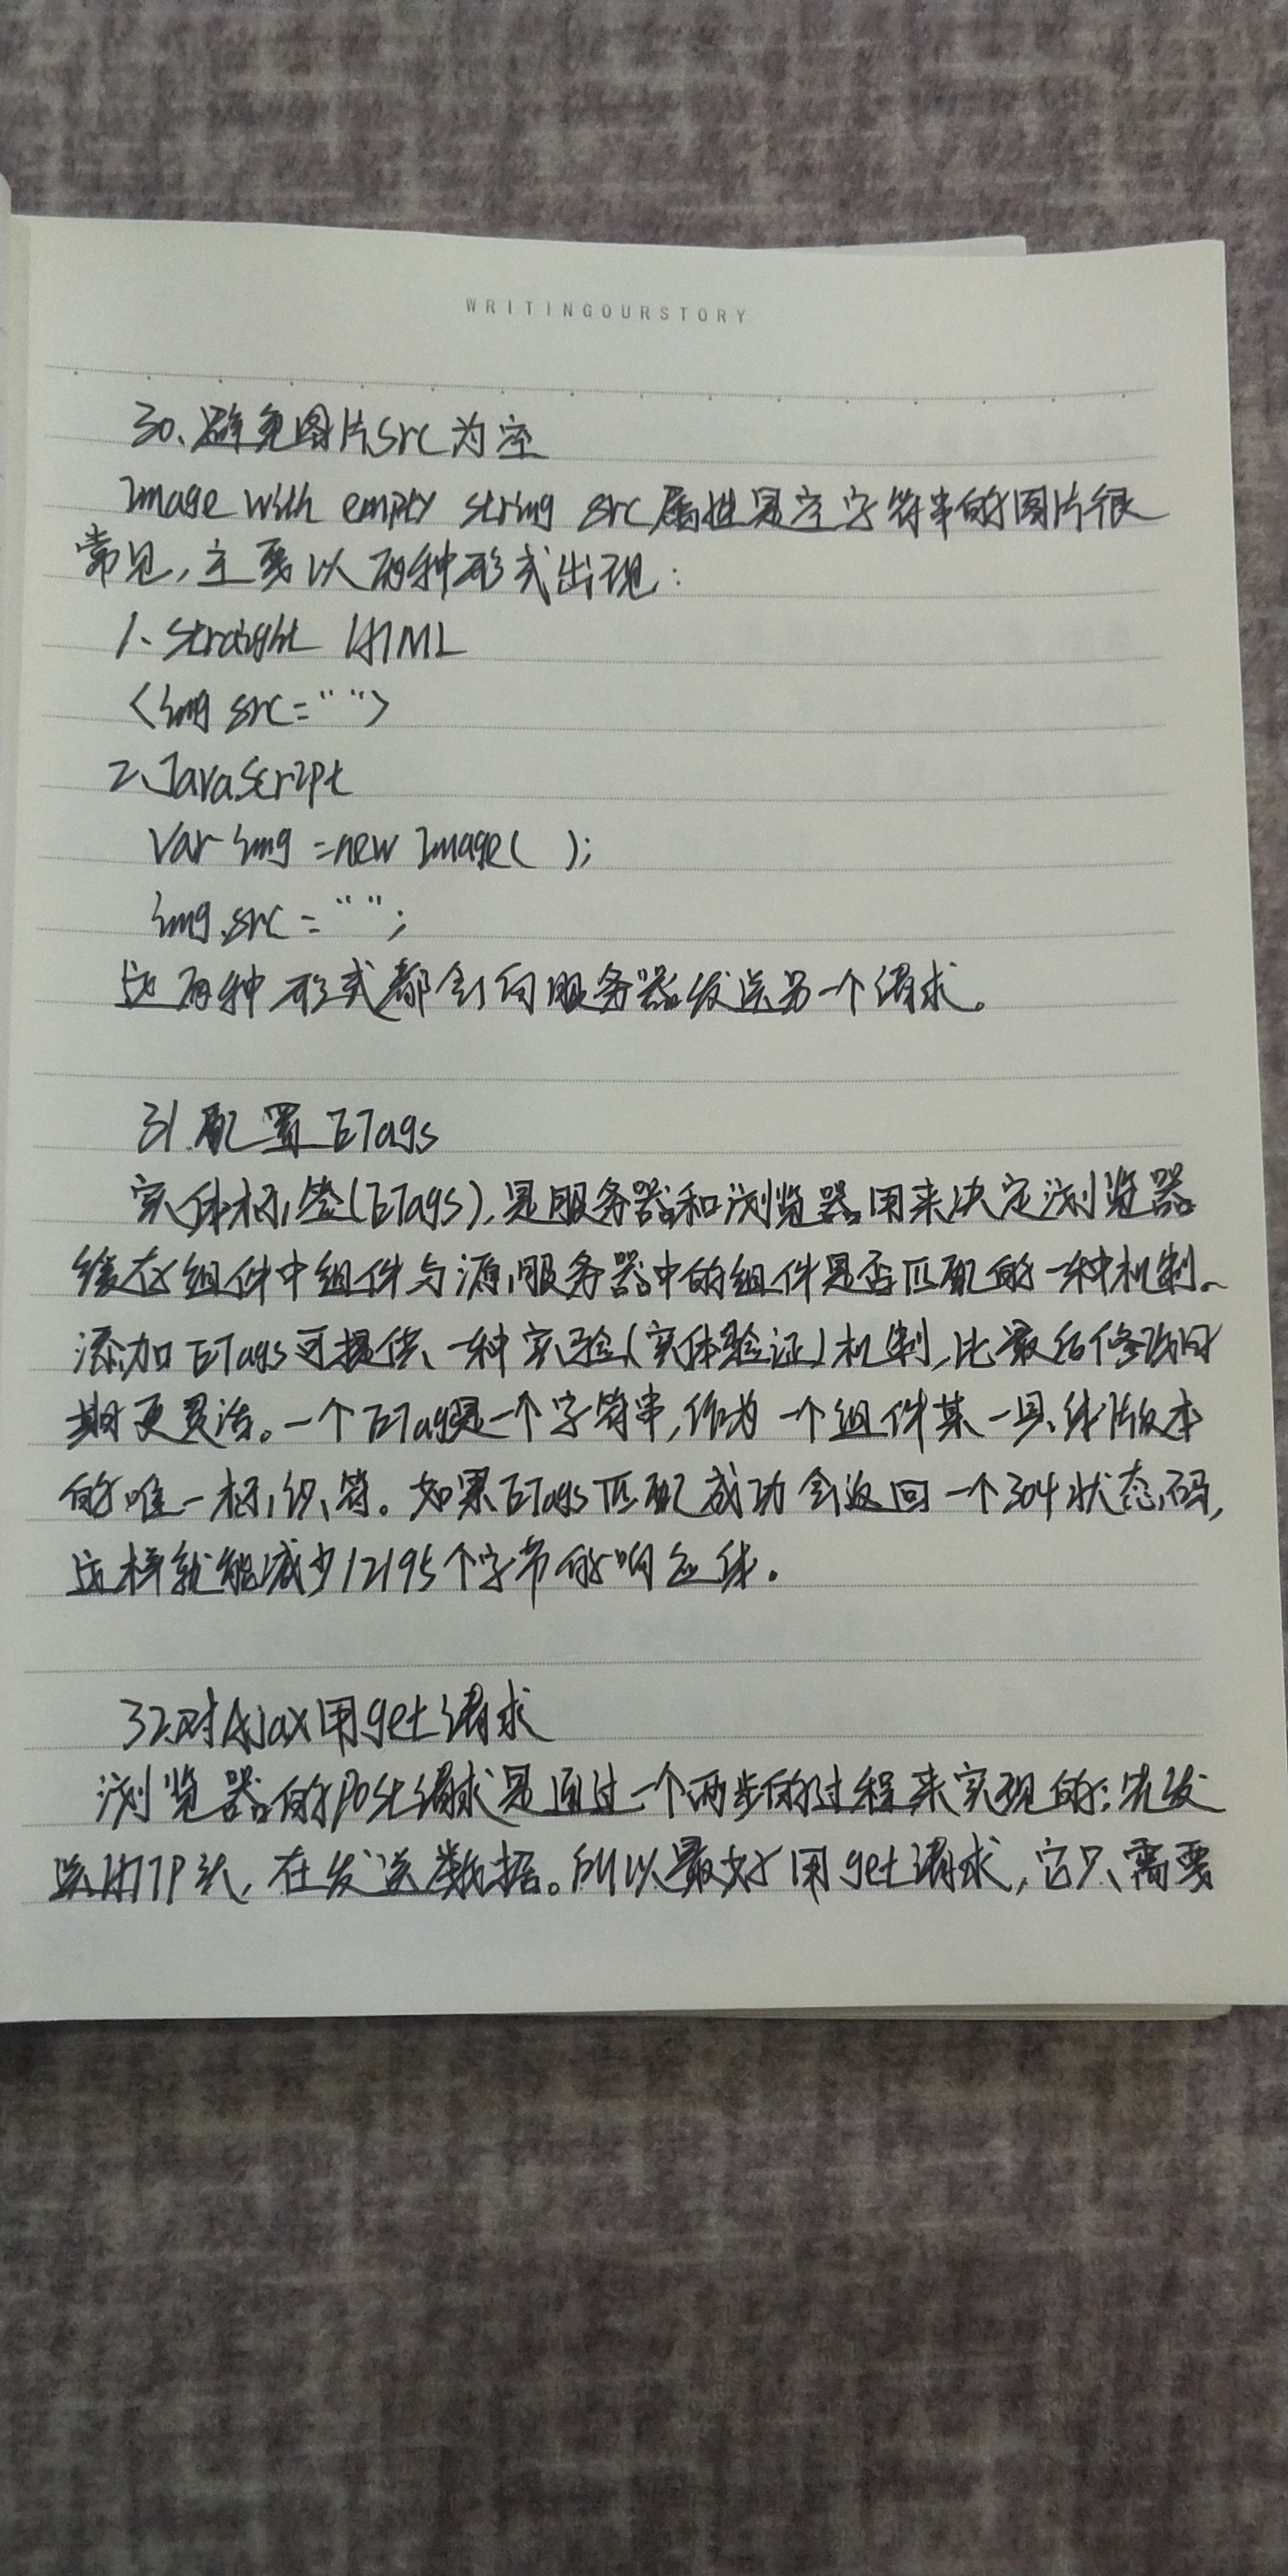 WRITINGOURSTORY
30、避免图片src为空
Image with empty string src属性是空字符串的图片很
常见,主要以两种形式出现:
1. Straight HTML
<img src="">
2、JavaScript
Var img = new Image( );
img.src = "";
这两种形式都会向服务器发送另一个请求。
31.配置ETags
实体标签(ETags),是服务器和浏览器用来决定浏览器
缓存组件中组件与源服务器中的组件是否匹配的一种机制。
添加ETags可提供一种实验(实体验证)机制,比最后修改日
期更灵活。一个ETag是一个字符串,作为一个组件某一具体版本
的唯一标识符。如果ETags匹配成功会返回一个304状态码,
这样就能减少12195个字节的响应体.
32.对Ajax用get请求
浏览器的post请求是通过一个两步的过程来实现的:先发
送HTTP头,在发送数据。所以最好用get请求,它只需要